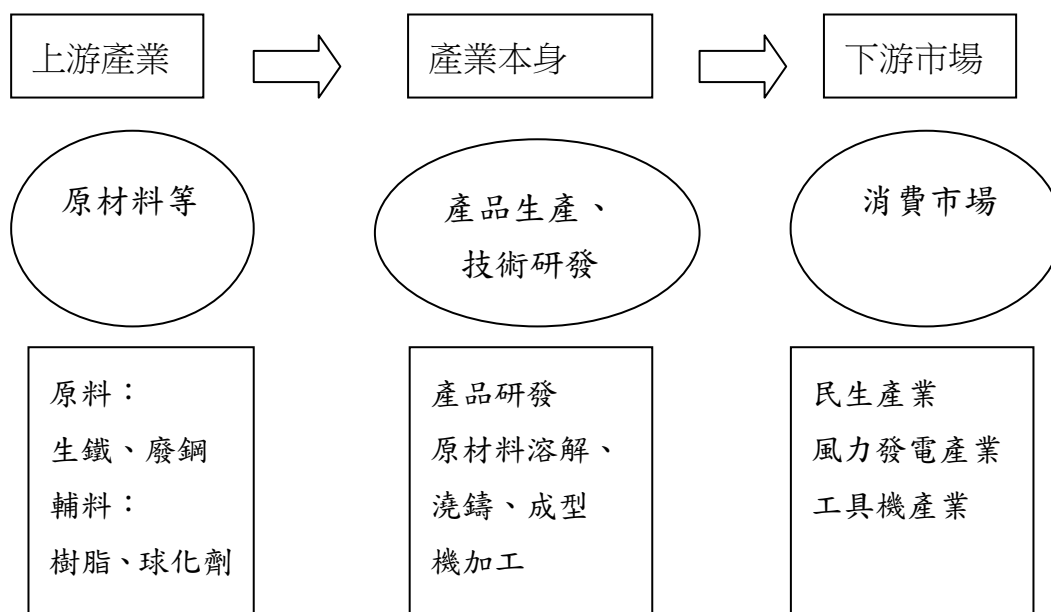 上游產業
產業本身
下游市場
原材料等
產品生產、
技術研發
消費市場
原料：
生鐵、廢鋼
輔料：
樹脂、球化劑
產品研發
原材料溶解、
澆鑄、成型
機加工
民生產業
風力發電產業
工具機產業